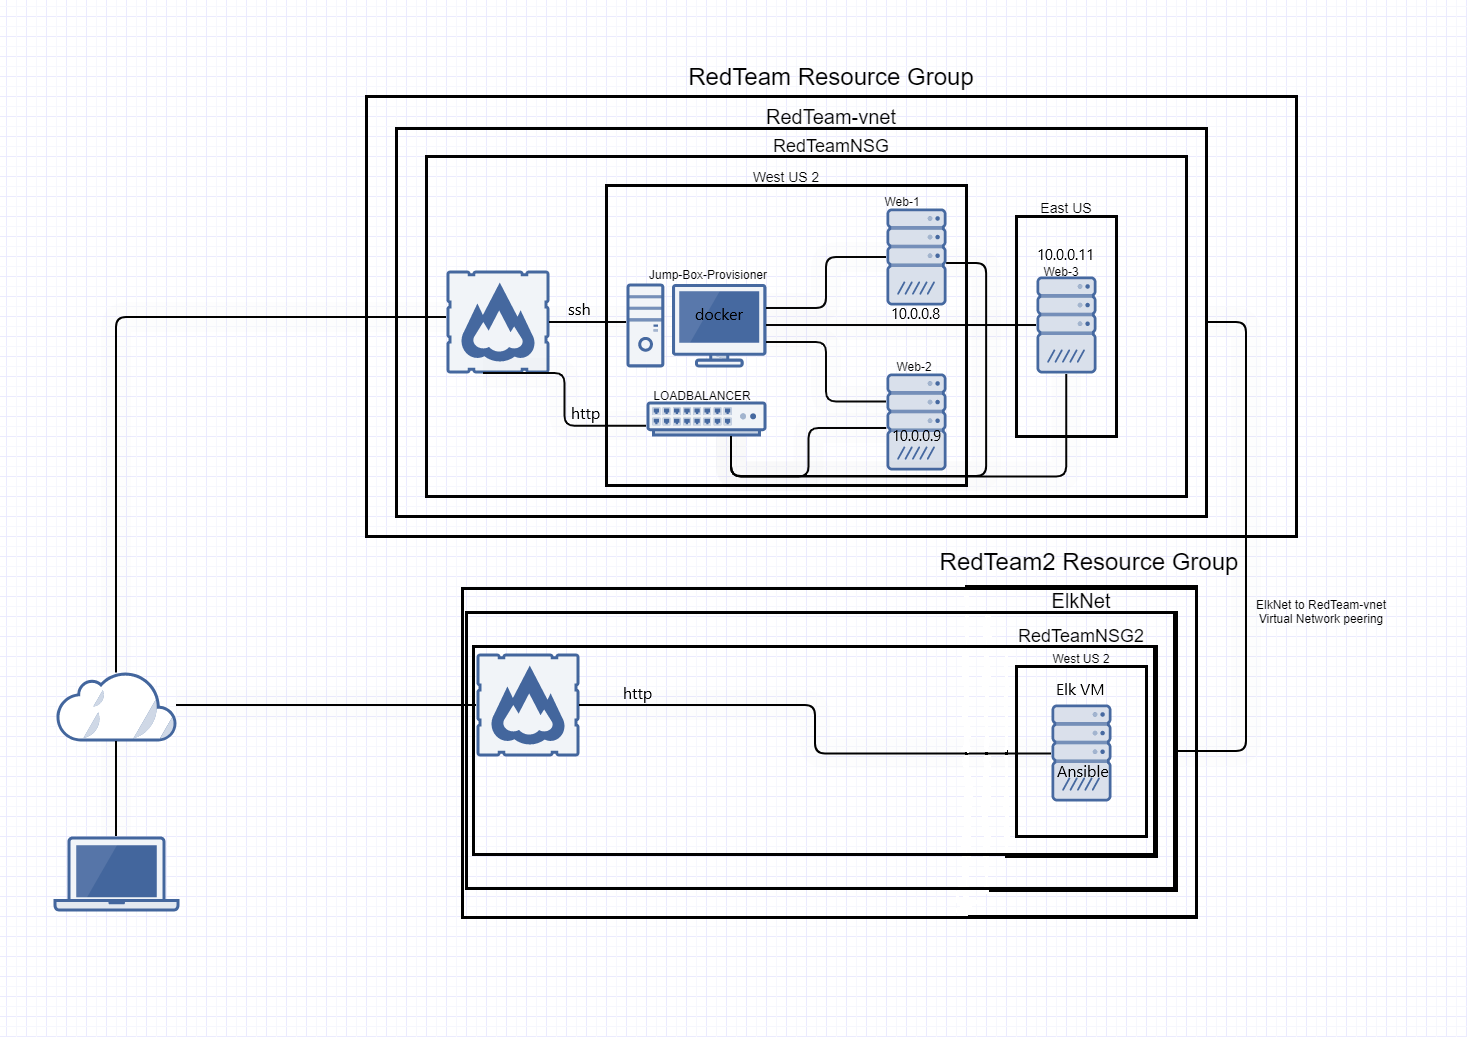 RedTeam Resource Group
RedTeam-vnet
RedTeamNSG
West US 2
Web-1
East US
10.0.0.11
Web-3
Jump-Box-Provisioner
ssh
docker
10.0.0.8
Web-2
LOADBALANCER
http
10.0.0.9
RedTeam2 Resource Group
ElkNet
ElkNet to RedTeam-vnet
Virtual Network peering
RedTeamNSG2
West US 2
Elk VM
http
Ansible